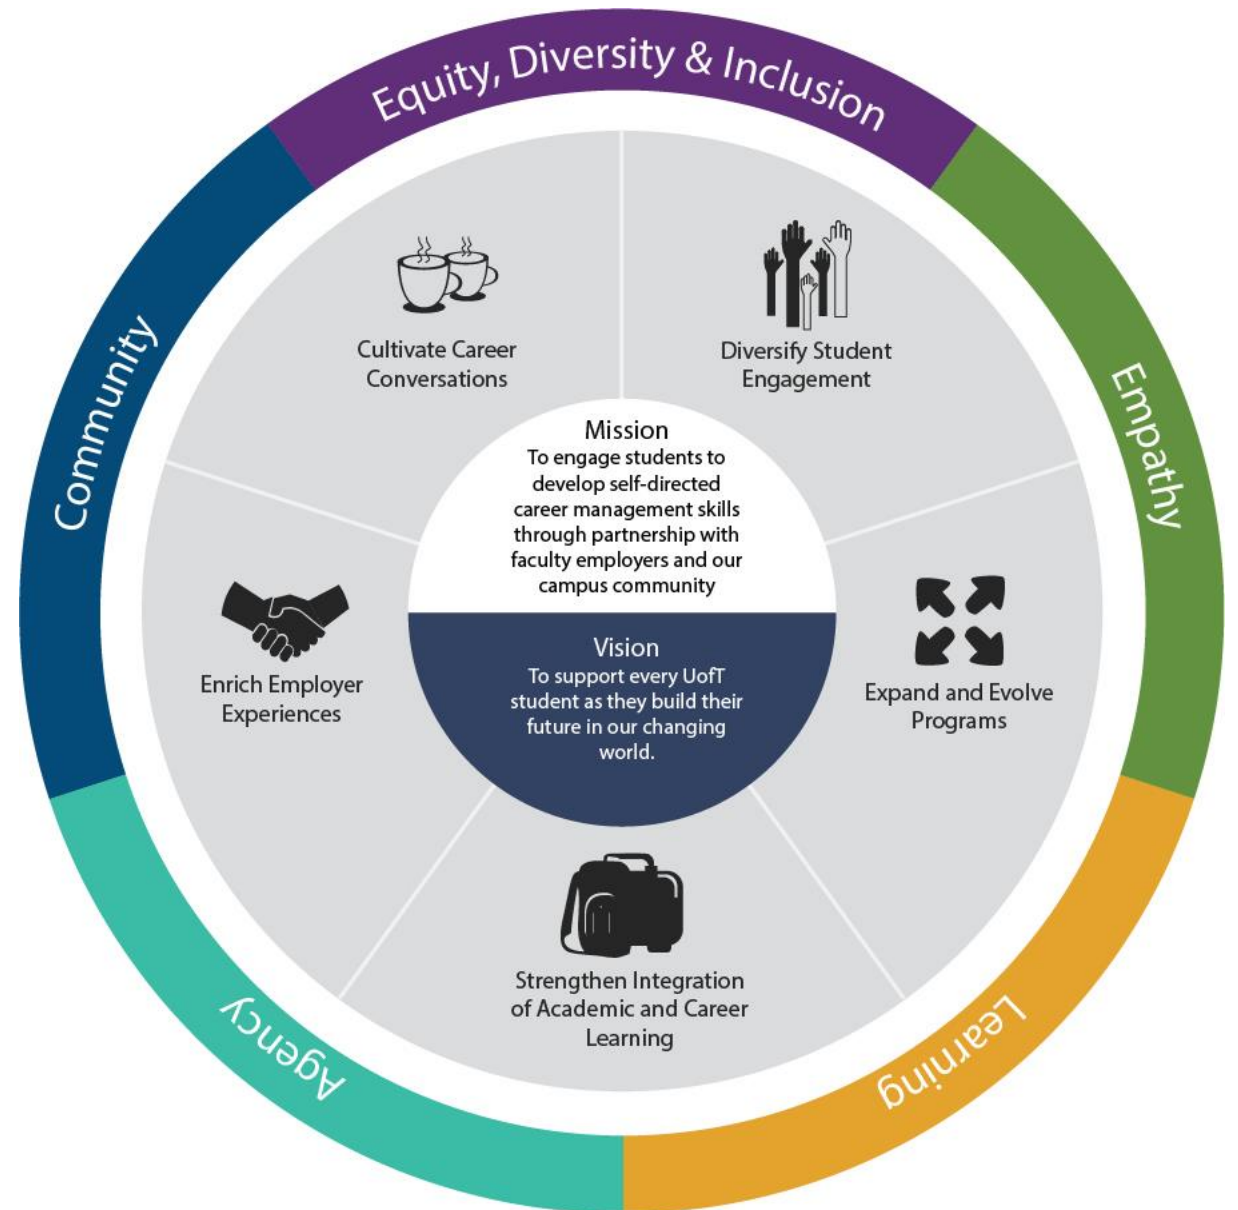 Equity, Diversity & Inclusion
Community
Empathy
Cultivate Career
Conversations
Diversify Student
Engagement
Mission
To engage students to
develop self-directed
career management skills
through partnership with
faculty employers and our
campus community
Vision
To support every UofT
student as they build their
future in our changing
world.
Enrich Employer
Experiences
Expand and Evolve
Programs
Strengthen Integration
of Academic and Career
Learning
Agency
Learning